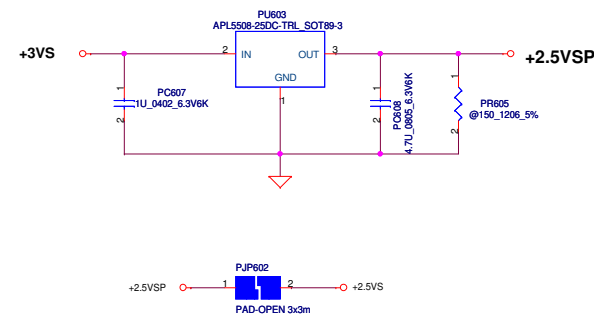 PU603
APL5508-25DC-TRL_SOT89-3
+3VS
2
IN
OUT
3
+2.5VSP
GND
1
1
PC607
1U_0402_6.3V6K
2
1
PC608
4.7U_0805_6.3V6K
2
1
PR605
@150_1206_5%
2
PJP602
+2.5VSP
1
2
+2.5VS
PAD-OPEN 3x3m